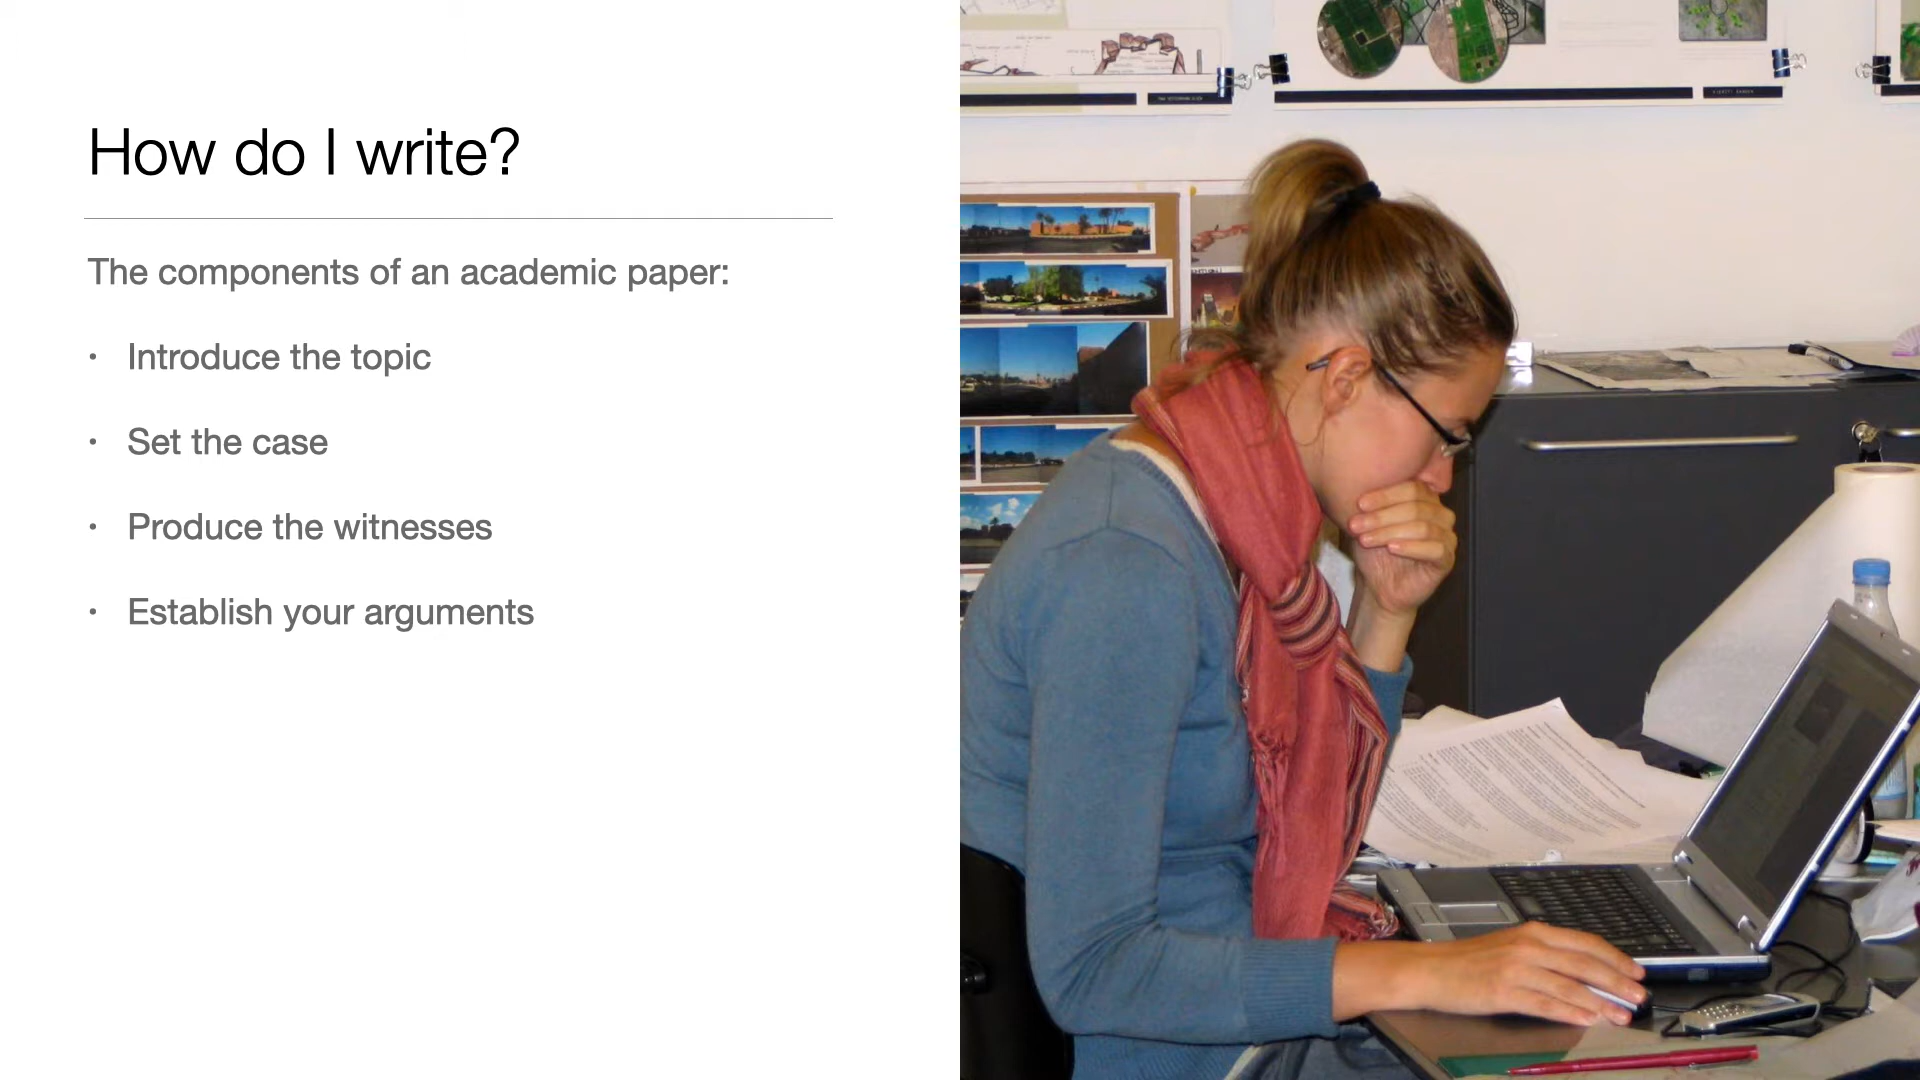 How do I write?
The components of an academic paper:
• Introduce the topic
• Set the case
• Produce the witnesses
• Establish your arguments